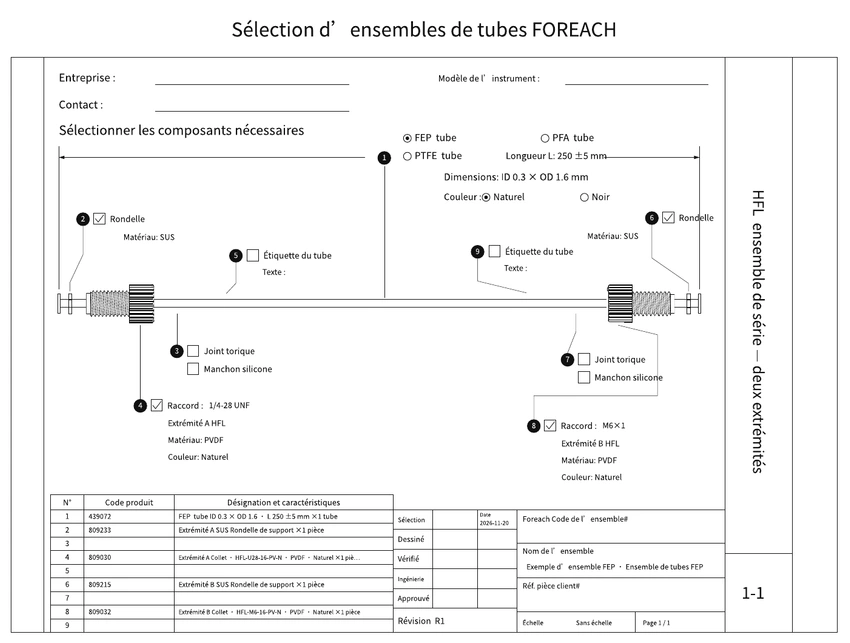 Sélection d’ensembles de tubes FOREACH
Entreprise :
Modèle de l’instrument :
Contact :
Sélectionner les composants nécessaires
1
FEP tube
PFA tube
PTFE tube
Longueur L: 250 ±5 mm
Dimensions: ID 0.3 × OD 1.6 mm
Couleur : Naturel
Noir
2 Rondelle
Matériau: SUS
6 Rondelle
Matériau: SUS
5 Étiquette du tube
Texte :
9 Étiquette du tube
Texte :
3 Joint torique
Manchon silicone
7 Joint torique
Manchon silicone
4 Raccord : 1/4-28 UNF
Extrémité A HFL
Matériau: PVDF
Couleur: Naturel
8 Raccord : M6×1
Extrémité B HFL
Matériau: PVDF
Couleur: Naturel
HFL ensemble de série — deux extrémités
1-1
N° Code produit Désignation et caractéristiques
1 439072 FEP tube ID 0.3 × OD 1.6 · L 250 ±5 mm ×1 tube
2 809233 Extrémité A SUS Rondelle de support ×1 pièce
3
4 809030 Extrémité A Collet · HFL-U28-16-PV-N · PVDF · Naturel ×1 piè…
5
6 809215 Extrémité B SUS Rondelle de support ×1 pièce
7
8 809032 Extrémité B Collet · HFL-M6-16-PV-N · PVDF · Naturel ×1 pièce
9
Sélection
Date
2026-11-20
Dessiné
Vérifié
Ingénierie
Approuvé
Révision R1
Foreach Code de l’ensemble#
Nom de l’ensemble
Exemple d’ensemble FEP · Ensemble de tubes FEP
Réf. pièce client#
Échelle
Sans échelle
Page 1 / 1